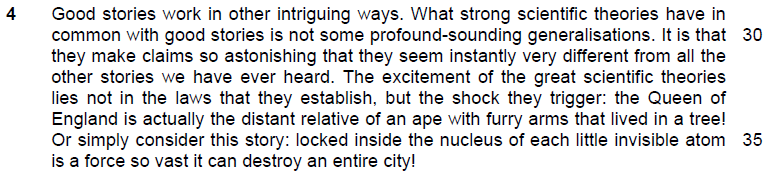 4 Good stories work in other intriguing ways. What strong scientific theories have in
common with good stories is not some profound-sounding generalisations. It is that 30
they make claims so astonishing that they seem instantly very different from all the
other stories we have ever heard. The excitement of the great scientific theories
lies not in the laws that they establish, but the shock they trigger: the Queen of
England is actually the distant relative of an ape with furry arms that lived in a tree!
Or simply consider this story: locked inside the nucleus of each little invisible atom 35
is a force so vast it can destroy an entire city!